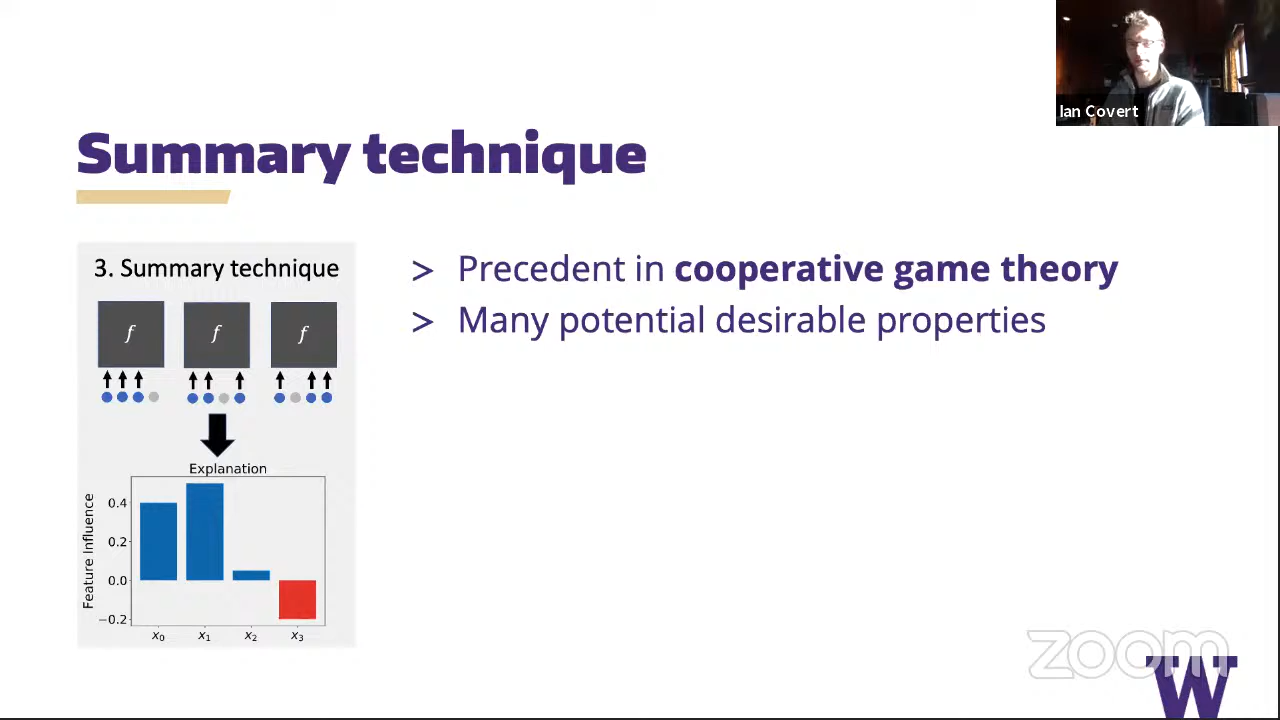 Ian Covert
Summary technique
3. Summary technique
f f f
Explanation
Feature Influence
0.4
0.2
0.0
−0.2
x₀ x₁ x₂ x₃
> Precedent in cooperative game theory
> Many potential desirable properties
zoom
W